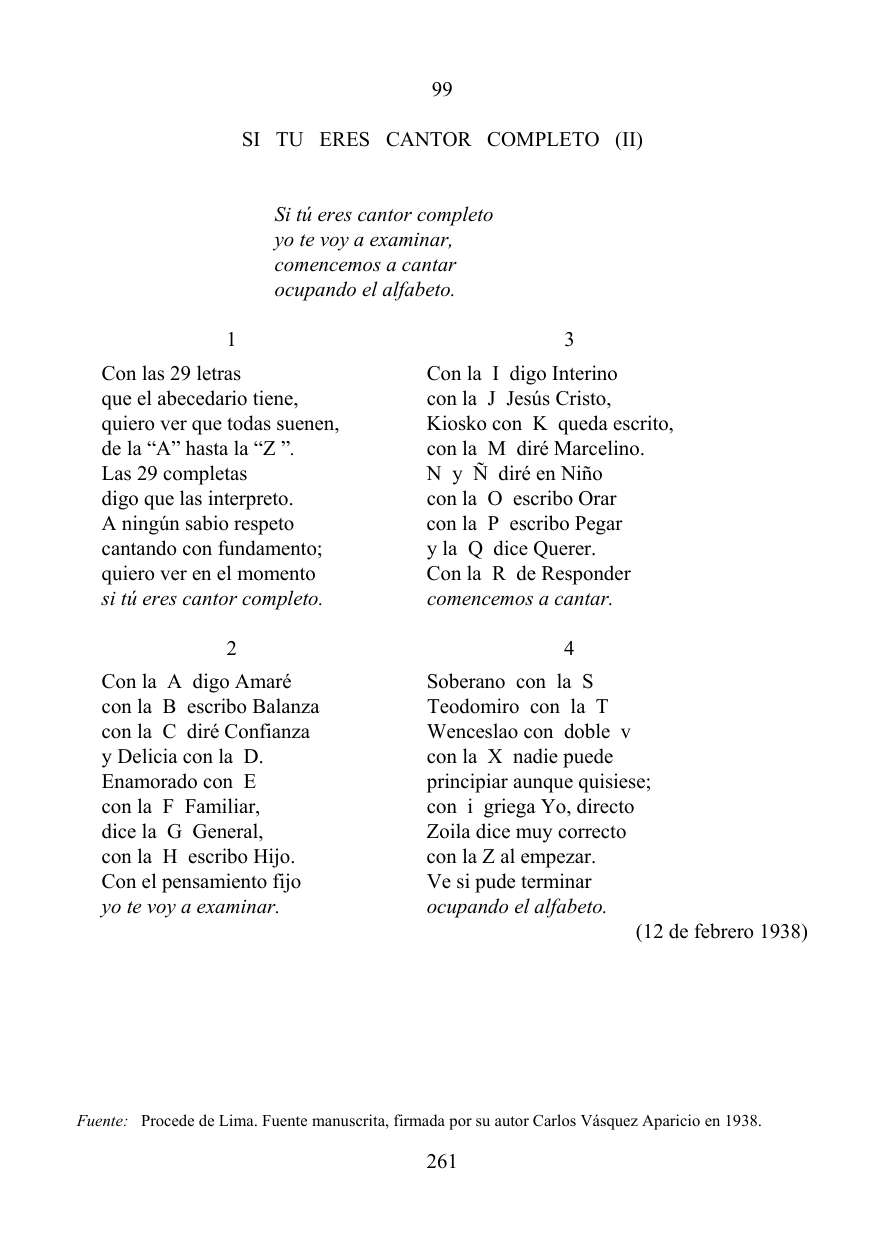 99
SI TU ERES CANTOR COMPLETO (II)
Si tú eres cantor completo
yo te voy a examinar,
comencemos a cantar
ocupando el alfabeto.
1
Con las 29 letras
que el abecedario tiene,
quiero ver que todas suenen,
de la “A” hasta la “Z ”.
Las 29 completas
digo que las interpreto.
A ningún sabio respeto
cantando con fundamento;
quiero ver en el momento
si tú eres cantor completo.
2
Con la A digo Amaré
con la B escribo Balanza
con la C diré Confianza
y Delicia con la D.
Enamorado con E
con la F Familiar,
dice la G General,
con la H escribo Hijo.
Con el pensamiento fijo
yo te voy a examinar.
3
Con la I digo Interino
con la J Jesús Cristo,
Kiosko con K queda escrito,
con la M diré Marcelino.
N y Ñ diré en Niño
con la O escribo Orar
con la P escribo Pegar
y la Q dice Querer.
Con la R de Responder
comencemos a cantar.
4
Soberano con la S
Teodomiro con la T
Wenceslao con doble v
con la X nadie puede
principiar aunque quisiese;
con i griega Yo, directo
Zoila dice muy correcto
con la Z al empezar.
Ve si pude terminar
ocupando el alfabeto.
(12 de febrero 1938)
Fuente: Procede de Lima. Fuente manuscrita, firmada por su autor Carlos Vásquez Aparicio en 1938.
261